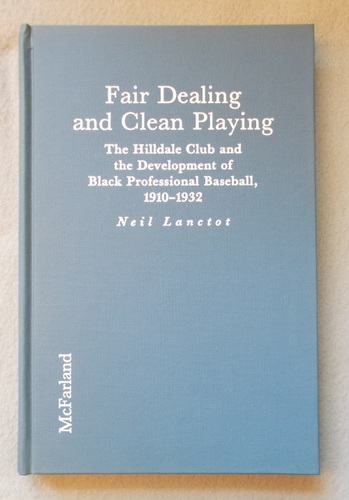 Fair Dealing
and Clean Playing
The Hilldale Club and
the Development of
Black Professional Baseball,
1910–1932
Neil Lanctot
McFarland